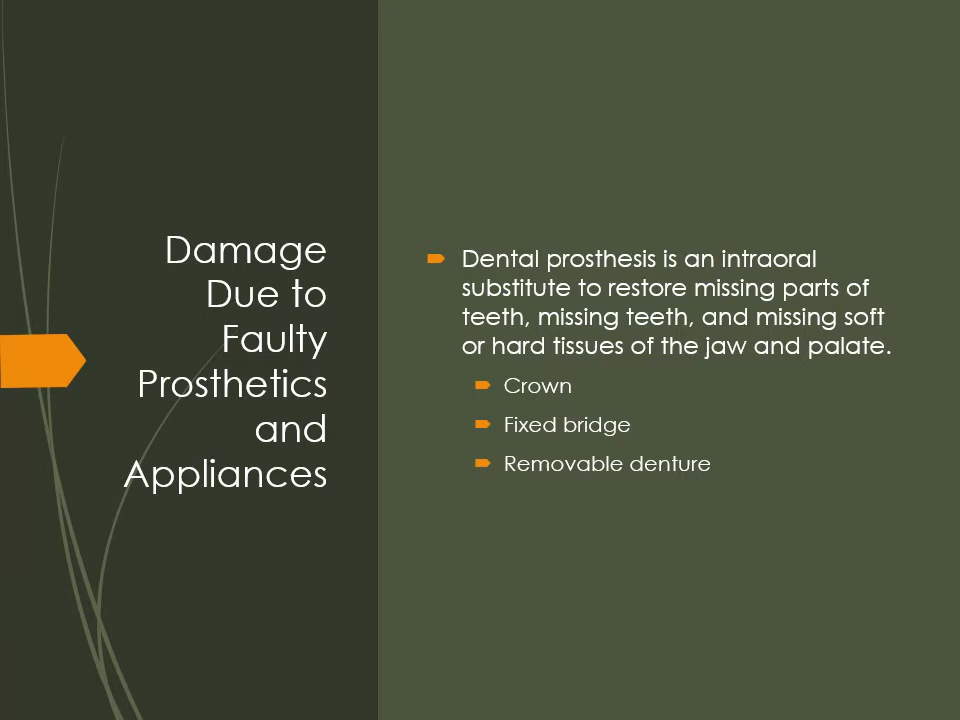 Damage
Due to
Faulty
Prosthetics
and
Appliances
Dental prosthesis is an intraoral
substitute to restore missing parts of
teeth, missing teeth, and missing soft
or hard tissues of the jaw and palate.
Crown
Fixed bridge
Removable denture